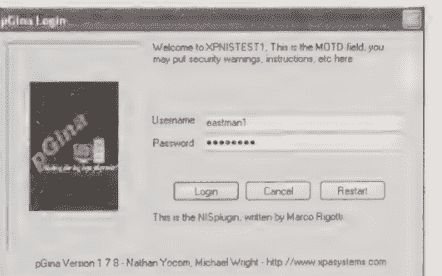 pGina Login
Welcome to XPNISTEST1, This is the MOTD field, you
may put security warnings, instructions, etc here
pGina
Username eastman1
Password ••••••••
Login Cancel Restart
This is the NISplugin, written by Marco Rigotti
pGina Version 1 7 8 - Nathan Yocom, Michael Wright - http://www.xpasystems.com